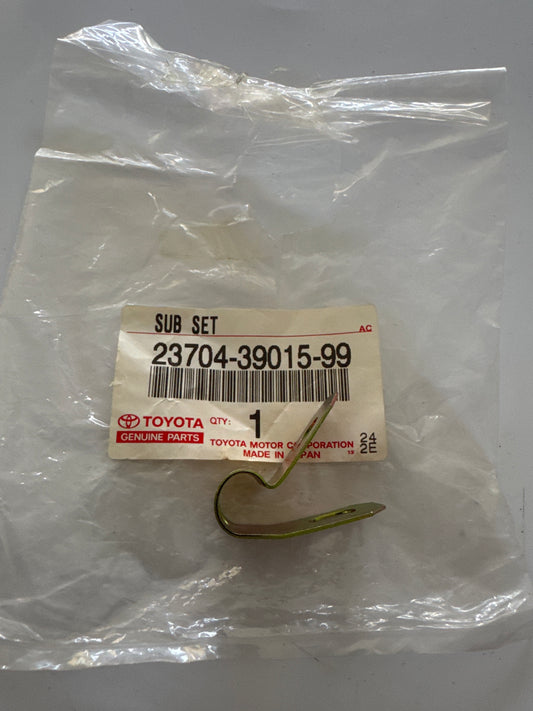 SUB SET
AC
23704-39015-99
TOYOTA QTY: 1
GENUINE PARTS
TOYOTA MOTOR CORPORATION
MADE IN JAPAN
13
24
2E